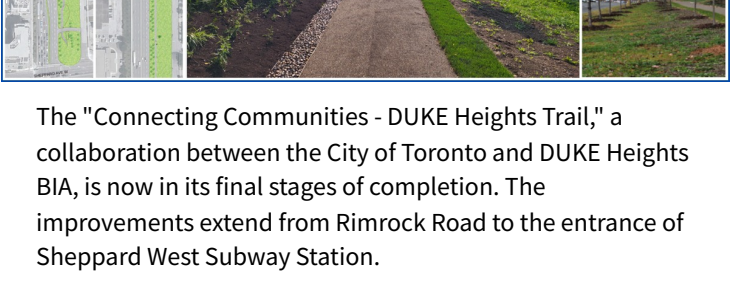 The "Connecting Communities - DUKE Heights Trail," a
collaboration between the City of Toronto and DUKE Heights
BIA, is now in its final stages of completion. The
improvements extend from Rimrock Road to the entrance of
Sheppard West Subway Station.